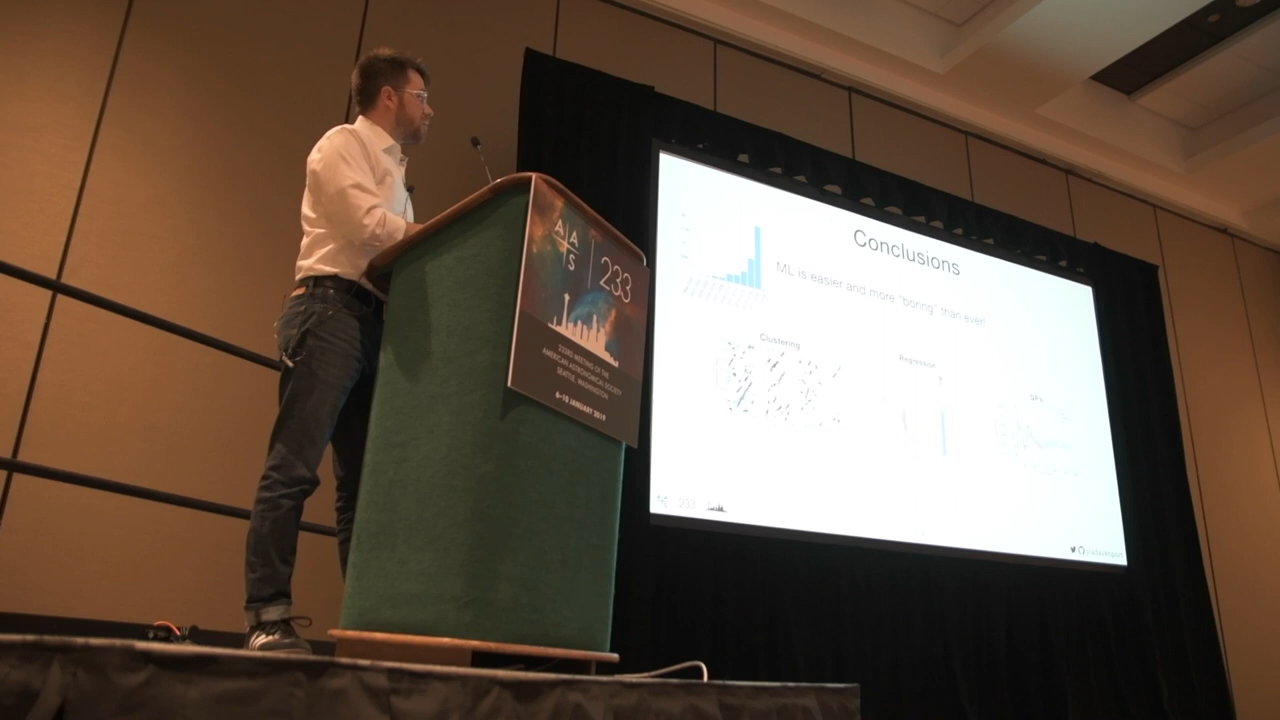 AAS
233
233RD MEETING OF THE
AMERICAN ASTRONOMICAL SOCIETY
SEATTLE, WASHINGTON
6-10 JANUARY 2019
Conclusions
ML is easier and more "boring" than ever!
Clustering
Regression
233